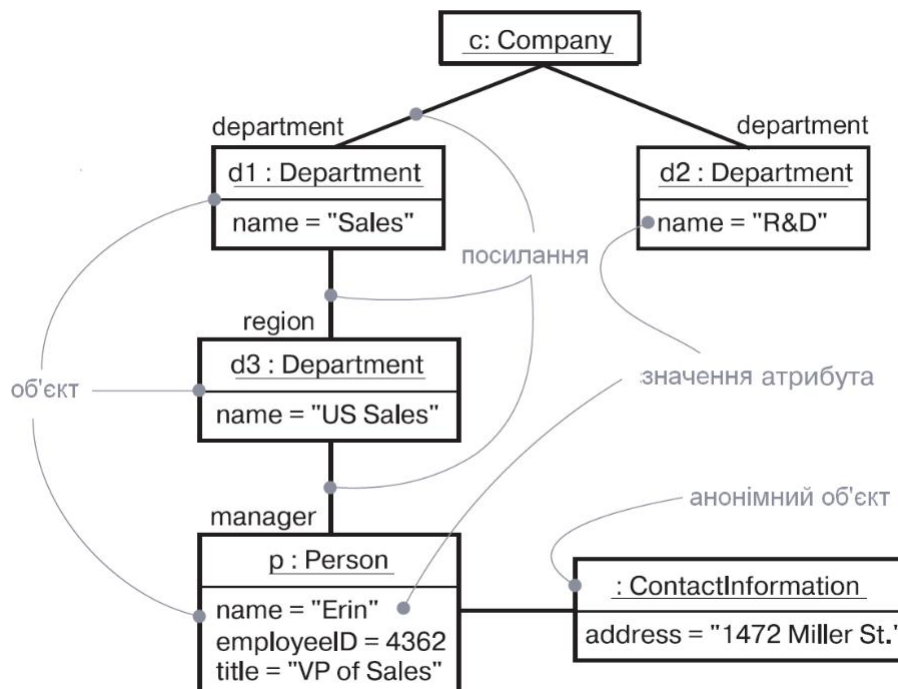 c: Company
department
department
d1 : Department
d2 : Department
name = "Sales"
name = "R&D"
посилання
region
d3 : Department
значення атрибута
об'єкт
name = "US Sales"
анонімний об'єкт
manager
p : Person
: ContactInformation
name = "Erin"
employeeID = 4362
address = "1472 Miller St."
title = "VP of Sales"